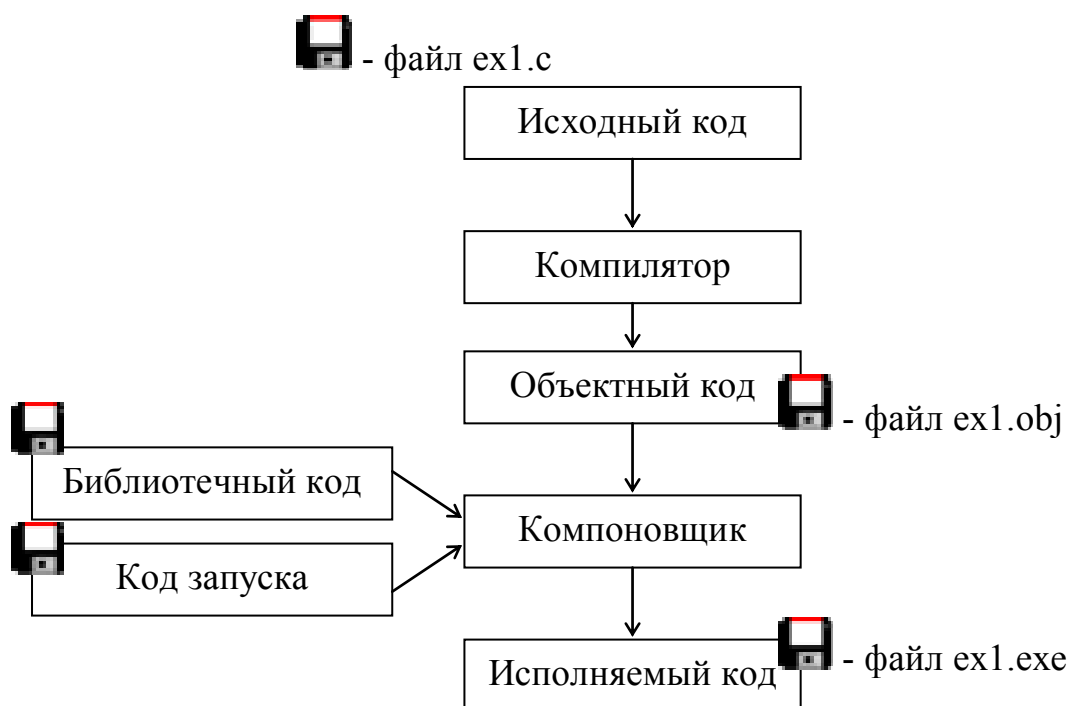 - файл ex1.c
Исходный код
Компилятор
Объектный код
- файл ex1.obj
Библиотечный код
Компоновщик
Код запуска
- файл ex1.exe
Исполняемый код